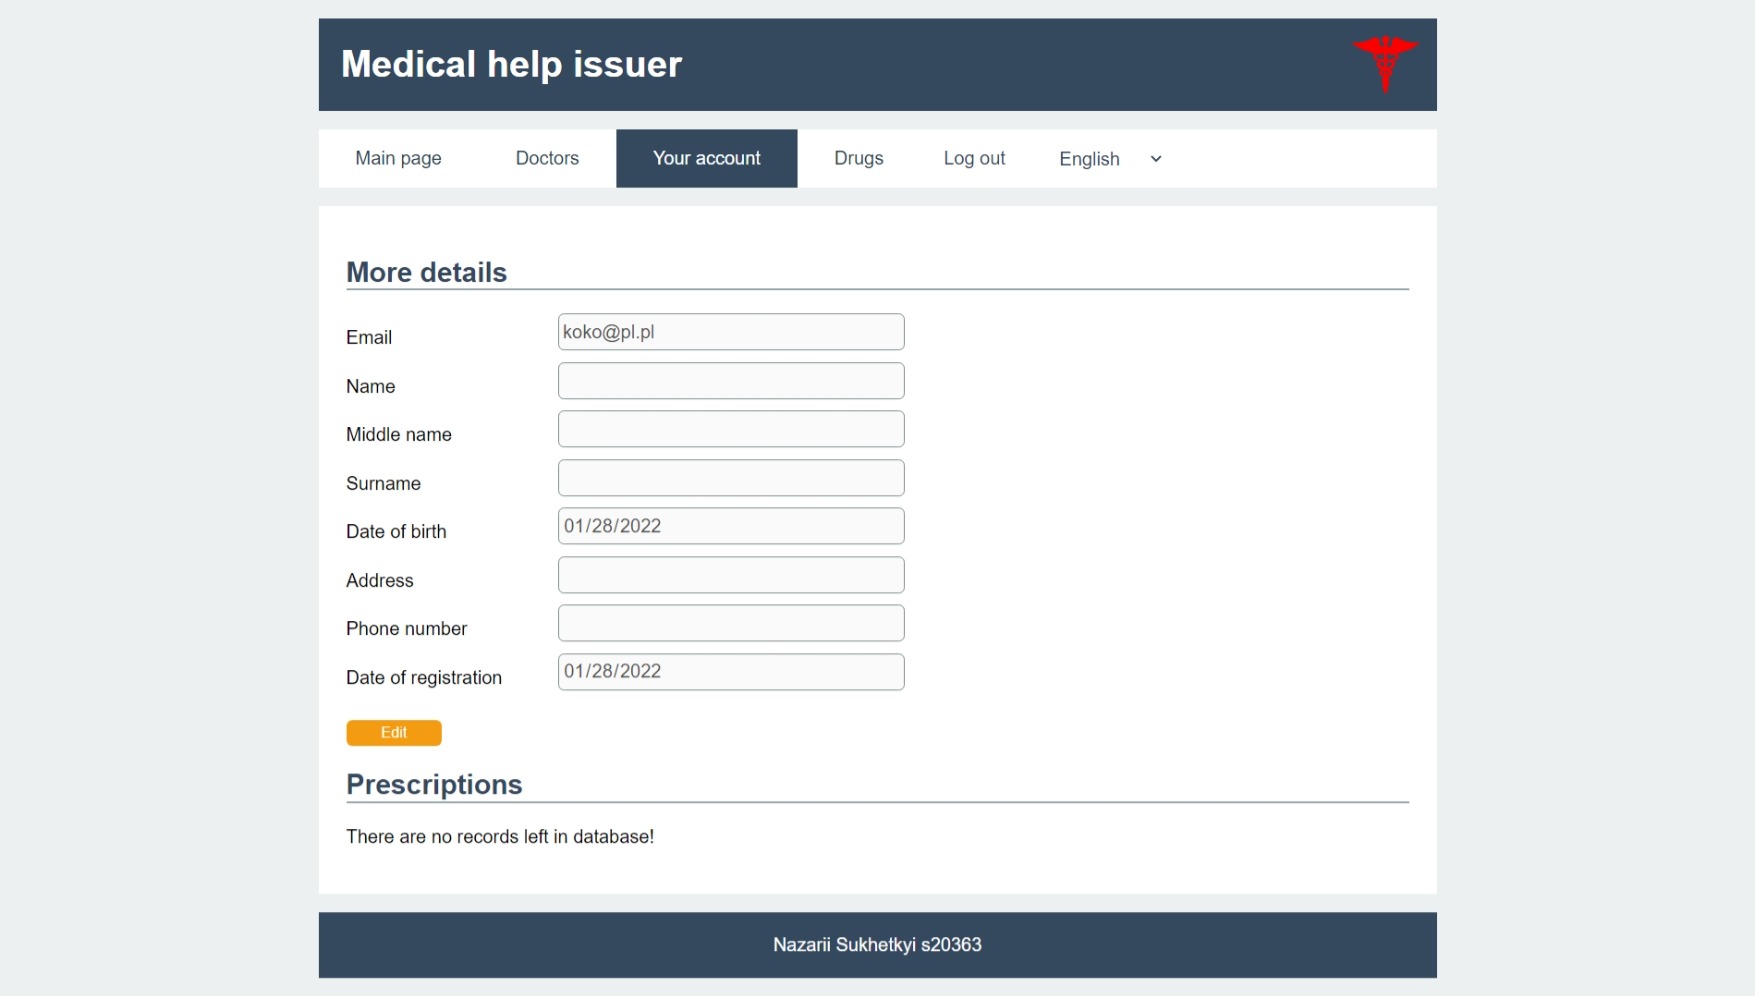 Medical help issuer
Main page Doctors Your account Drugs Log out English
More details
Email koko@pl.pl
Name
Middle name
Surname
Date of birth 01/28/2022
Address
Phone number
Date of registration 01/28/2022
Edit
Prescriptions
There are no records left in database!
Nazarii Sukhetkyi s20363